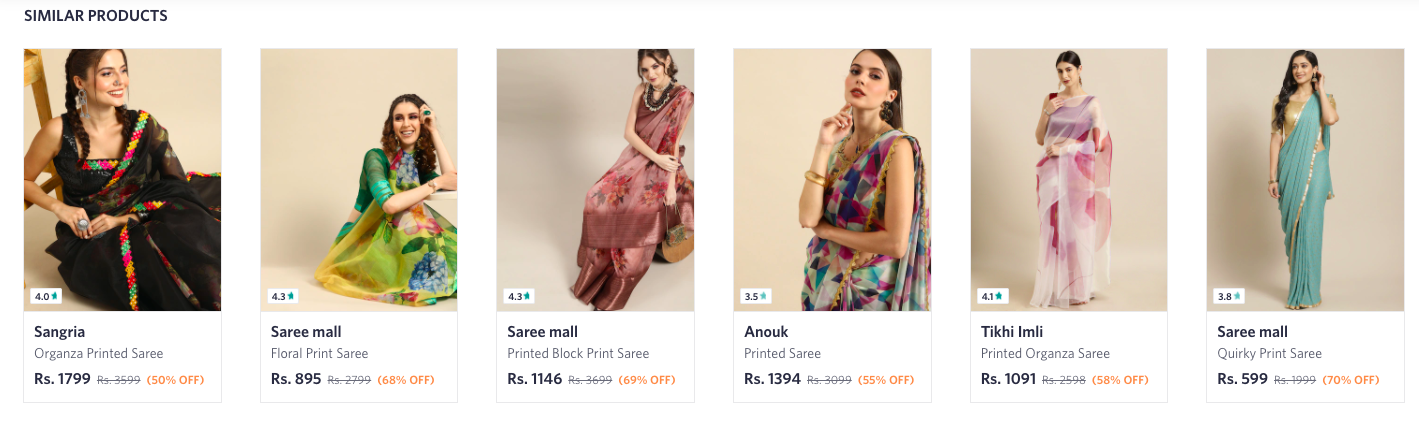 SIMILAR PRODUCTS
4.0
Sangria
Organza Printed Saree
Rs. 1799 Rs. 3599 (50% OFF)
4.3
Saree mall
Floral Print Saree
Rs. 895 Rs. 2799 (68% OFF)
4.3
Saree mall
Printed Block Print Saree
Rs. 1146 Rs. 3699 (69% OFF)
3.5
Anouk
Printed Saree
Rs. 1394 Rs. 3099 (55% OFF)
4.1
Tikhi Imli
Printed Organza Saree
Rs. 1091 Rs. 2598 (58% OFF)
3.8
Saree mall
Quirky Print Saree
Rs. 599 Rs. 1999 (70% OFF)